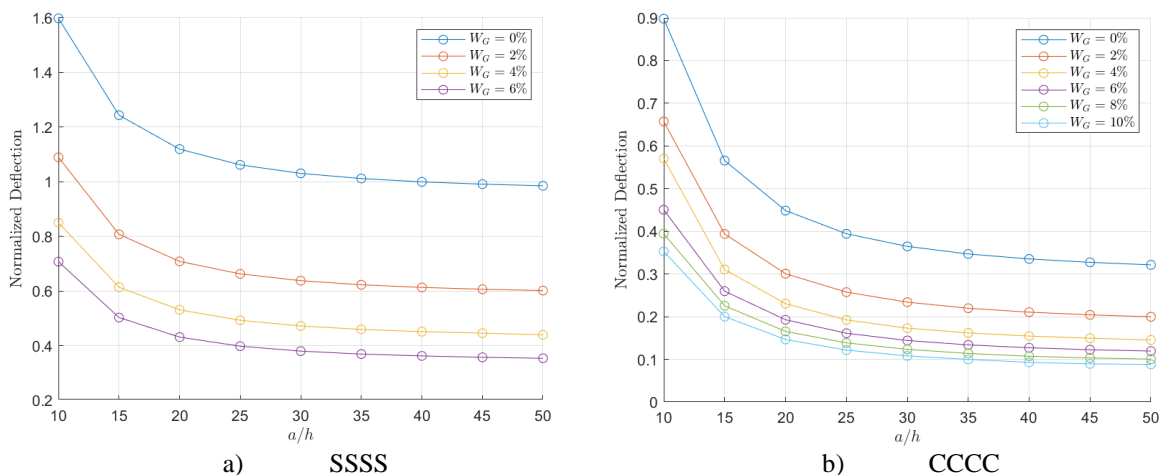 1.6
1.4
1.2
1
0.8
0.6
0.4
0.2
Normalized Deflection
10 15 20 25 30 35 40 45 50
a/h
W_G = 0%
W_G = 2%
W_G = 4%
W_G = 6%
a) SSSS
0.9
0.8
0.7
0.6
0.5
0.4
0.3
0.2
0.1
0
Normalized Deflection
10 15 20 25 30 35 40 45 50
a/h
W_G = 0%
W_G = 2%
W_G = 4%
W_G = 6%
W_G = 8%
W_G = 10%
b) CCCC